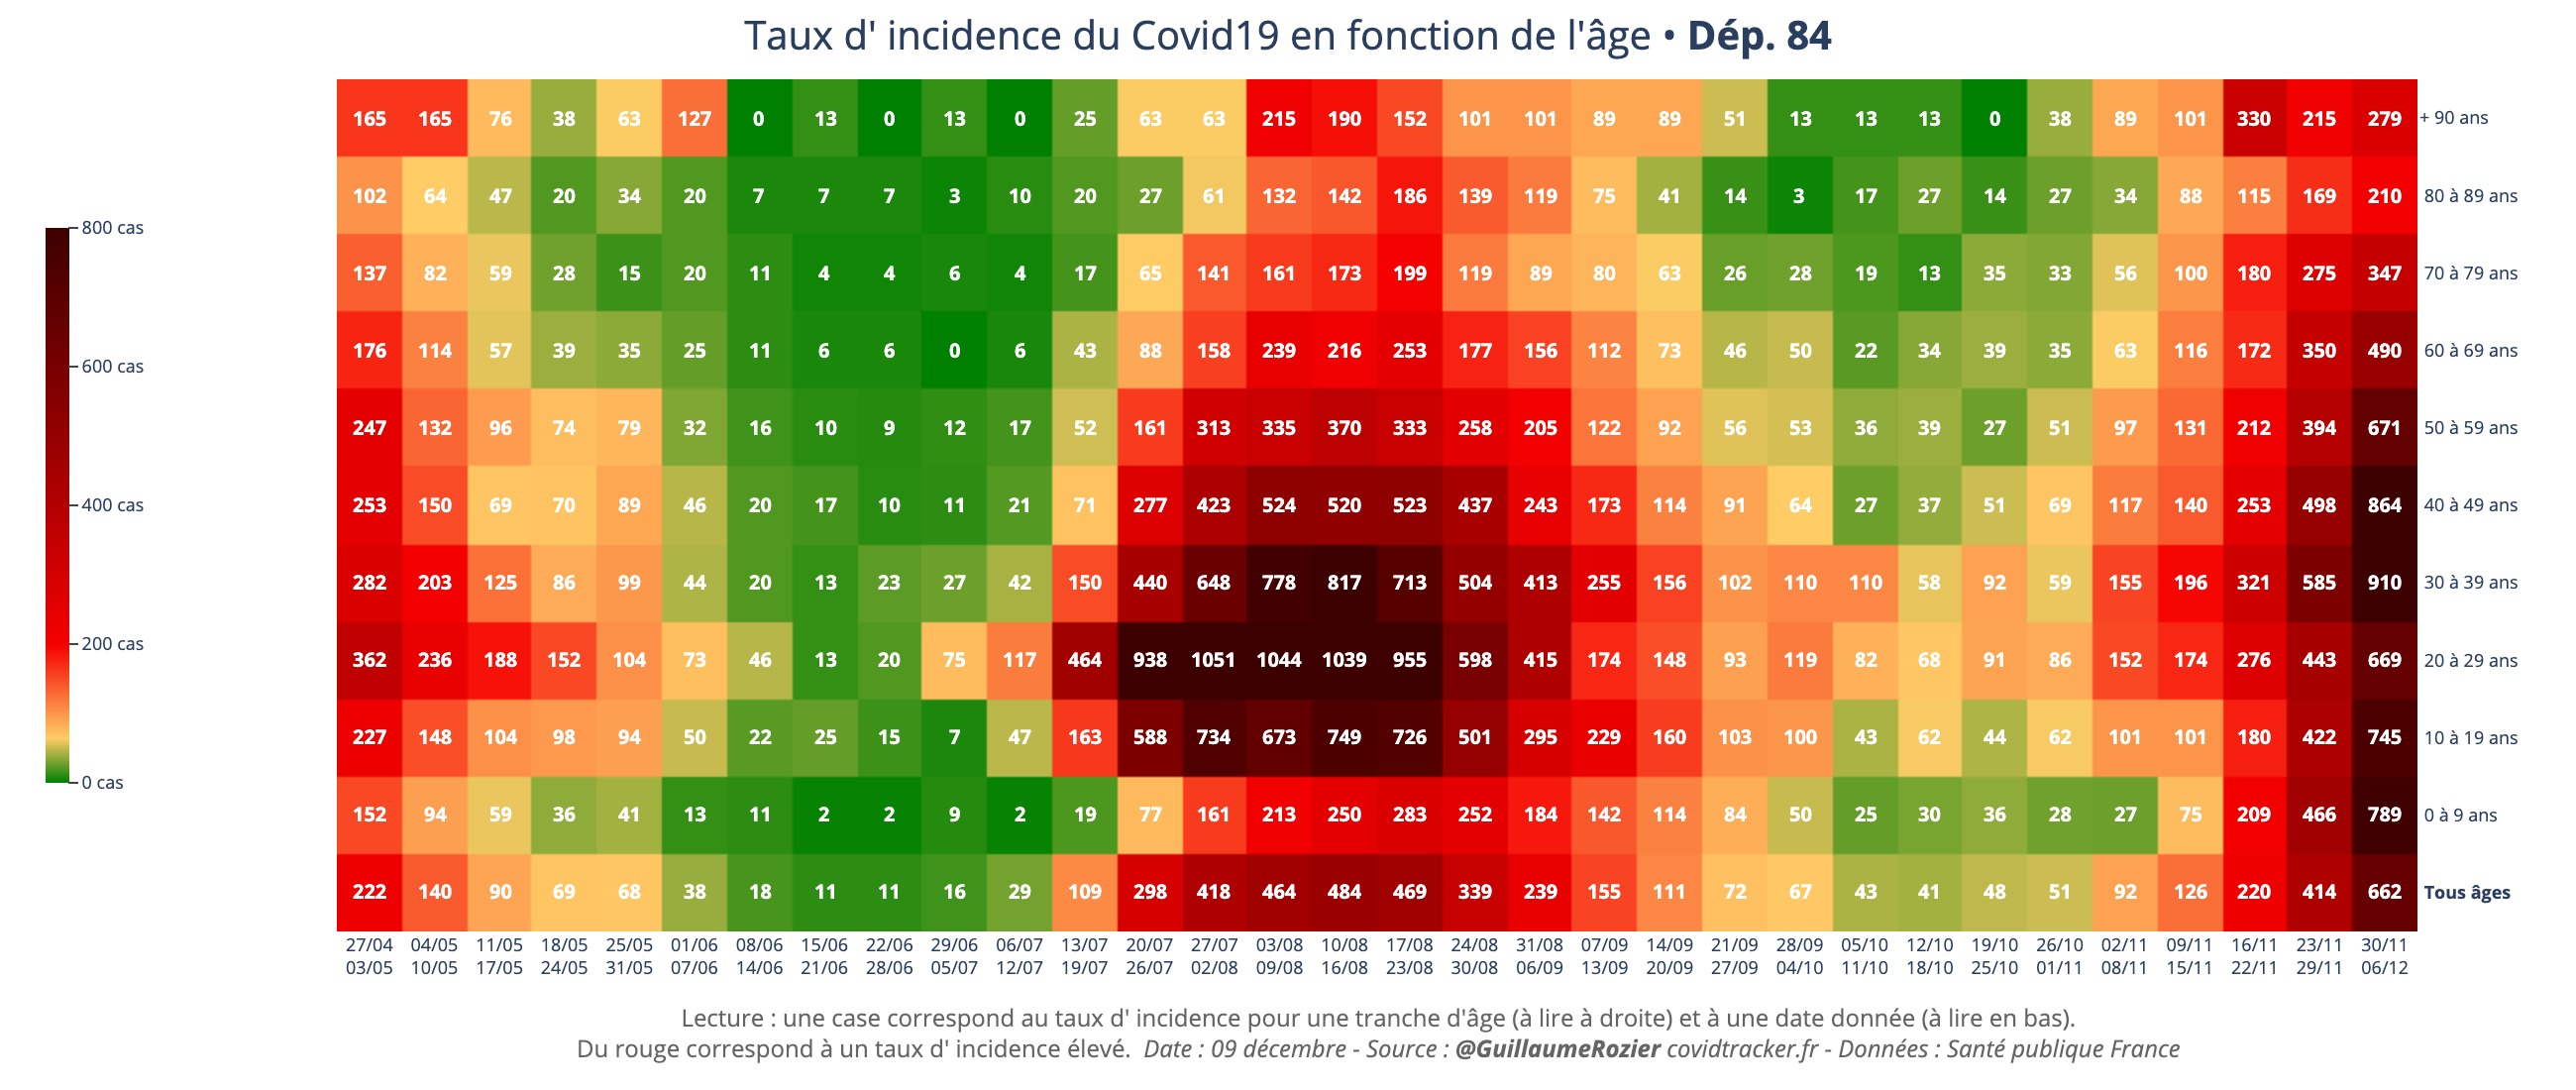 Taux d' incidence du Covid19 en fonction de l'âge • Dép. 84
800 cas
600 cas
400 cas
200 cas
0 cas
165 165 76 38 63 127 0 13 0 13 0 25 63 63 215 190 152 101 101 89 89 51 13 13 13 0 38 89 101 330 215 279 + 90 ans
102 64 47 20 34 20 7 7 7 3 10 20 27 61 132 142 186 139 119 75 41 14 3 17 27 14 27 34 88 115 169 210 80 à 89 ans
137 82 59 28 15 20 11 4 4 6 4 17 65 141 161 173 199 119 89 80 63 26 28 19 13 35 33 56 100 180 275 347 70 à 79 ans
176 114 57 39 35 25 11 6 6 0 6 43 88 158 239 216 253 177 156 112 73 46 50 22 34 39 35 63 116 172 350 490 60 à 69 ans
247 132 96 74 79 32 16 10 9 12 17 52 161 313 335 370 333 258 205 122 92 56 53 36 39 27 51 97 131 212 394 671 50 à 59 ans
253 150 69 70 89 46 20 17 10 11 21 71 277 423 524 520 523 437 243 173 114 91 64 27 37 51 69 117 140 253 498 864 40 à 49 ans
282 203 125 86 99 44 20 13 23 27 42 150 440 648 778 817 713 504 413 255 156 102 110 110 58 92 59 155 196 321 585 910 30 à 39 ans
362 236 188 152 104 73 46 13 20 75 117 464 938 1051 1044 1039 955 598 415 174 148 93 119 82 68 91 86 152 174 276 443 669 20 à 29 ans
227 148 104 98 94 50 22 25 15 7 47 163 588 734 673 749 726 501 295 229 160 103 100 43 62 44 62 101 101 180 422 745 10 à 19 ans
152 94 59 36 41 13 11 2 2 9 2 19 77 161 213 250 283 252 184 142 114 84 50 25 30 36 28 27 75 209 466 789 0 à 9 ans
222 140 90 69 68 38 18 11 11 16 29 109 298 418 464 484 469 339 239 155 111 72 67 43 41 48 51 92 126 220 414 662 Tous âges
27/04 04/05 11/05 18/05 25/05 01/06 08/06 15/06 22/06 29/06 06/07 13/07 20/07 27/07 03/08 10/08 17/08 24/08 31/08 07/09 14/09 21/09 28/09 05/10 12/10 19/10 26/10 02/11 09/11 16/11 23/11 30/11
03/05 10/05 17/05 24/05 31/05 07/06 14/06 21/06 28/06 05/07 12/07 19/07 26/07 02/08 09/08 16/08 23/08 30/08 06/09 13/09 20/09 27/09 04/10 11/10 18/10 25/10 01/11 08/11 15/11 22/11 29/11 06/12
Lecture : une case correspond au taux d' incidence pour une tranche d'âge (à lire à droite) et à une date donnée (à lire en bas).
Du rouge correspond à un taux d' incidence élevé. Date : 09 décembre - Source : @GuillaumeRozier covidtracker.fr - Données : Santé publique France